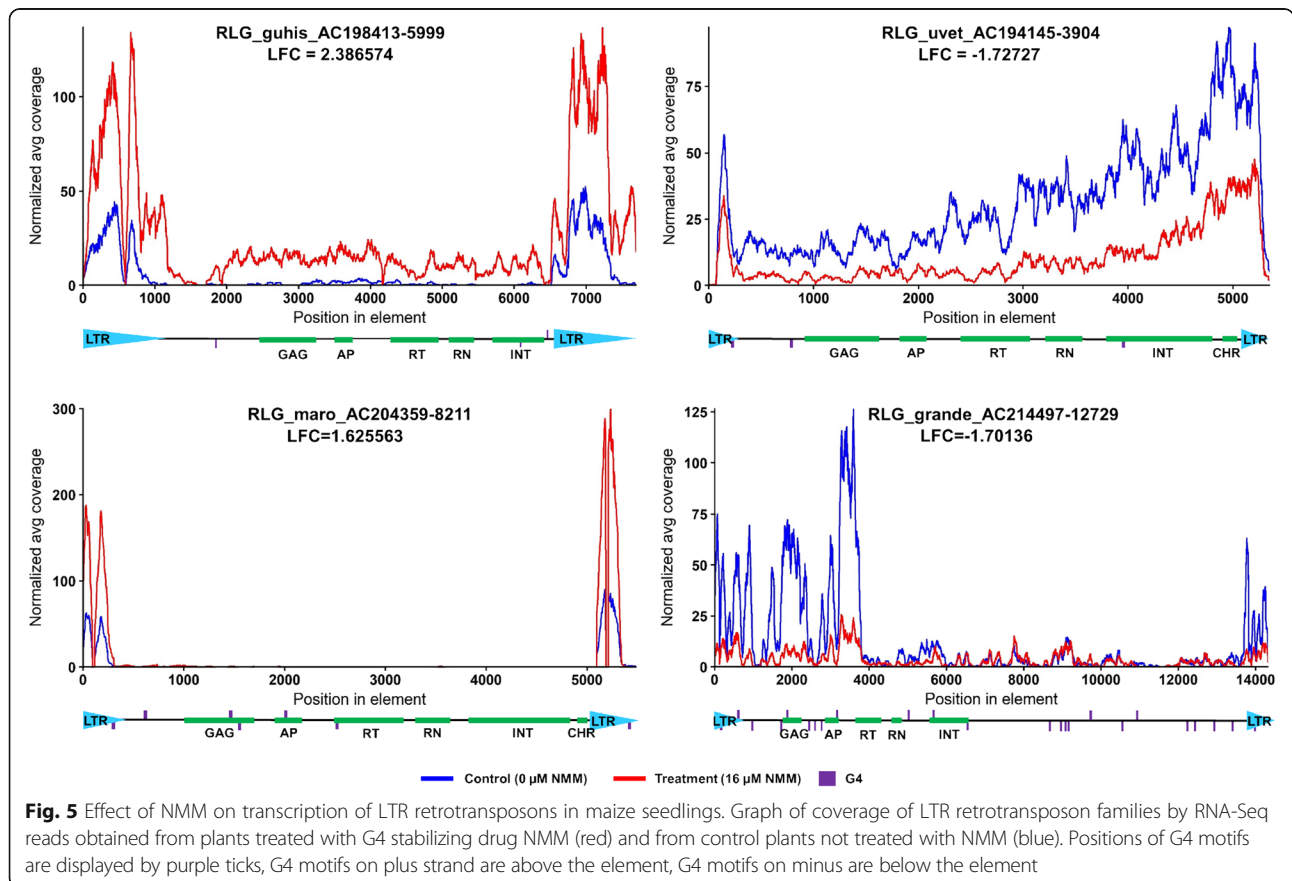 RLG_guhis_AC198413-5999
LFC = 2.386574
Normalized avg coverage
100
50
0
0 1000 2000 3000 4000 5000 6000 7000
Position in element
LTR GAG AP RT RN INT LTR
RLG_uvet_AC194145-3904
LFC = -1.72727
Normalized avg coverage
75
50
25
0
0 1000 2000 3000 4000 5000
Position in element
LTR GAG AP RT RN INT CHR LTR
RLG_maro_AC204359-8211
LFC=1.625563
Normalized avg coverage
300
200
100
0
0 1000 2000 3000 4000 5000
Position in element
LTR GAG AP RT RN INT CHR LTR
RLG_grande_AC214497-12729
LFC=-1.70136
Normalized avg coverage
125
100
75
50
25
0
0 2000 4000 6000 8000 10000 12000 14000
Position in element
LTR GAG AP RT RN INT LTR
Control (0 µM NMM) Treatment (16 µM NMM) G4
Fig. 5 Effect of NMM on transcription of LTR retrotransposons in maize seedlings. Graph of coverage of LTR retrotransposon families by RNA-Seq
reads obtained from plants treated with G4 stabilizing drug NMM (red) and from control plants not treated with NMM (blue). Positions of G4 motifs
are displayed by purple ticks, G4 motifs on plus strand are above the element, G4 motifs on minus are below the element